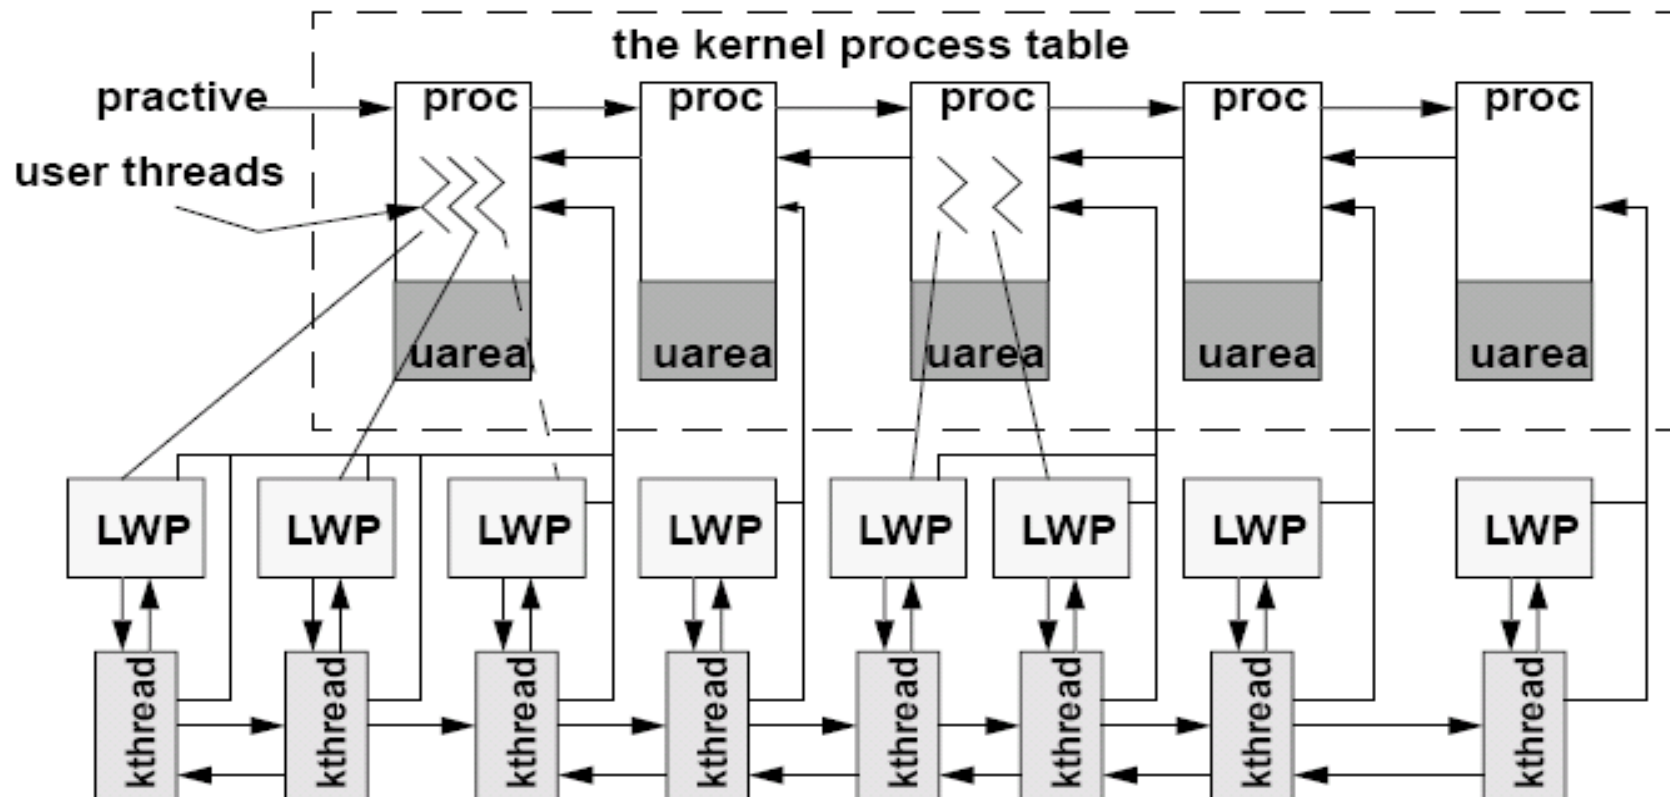 the kernel process table
practive
proc proc proc proc proc
user threads
uarea uarea uarea uarea uarea
LWP LWP LWP LWP LWP LWP LWP LWP
kthread kthread kthread kthread kthread kthread kthread kthread